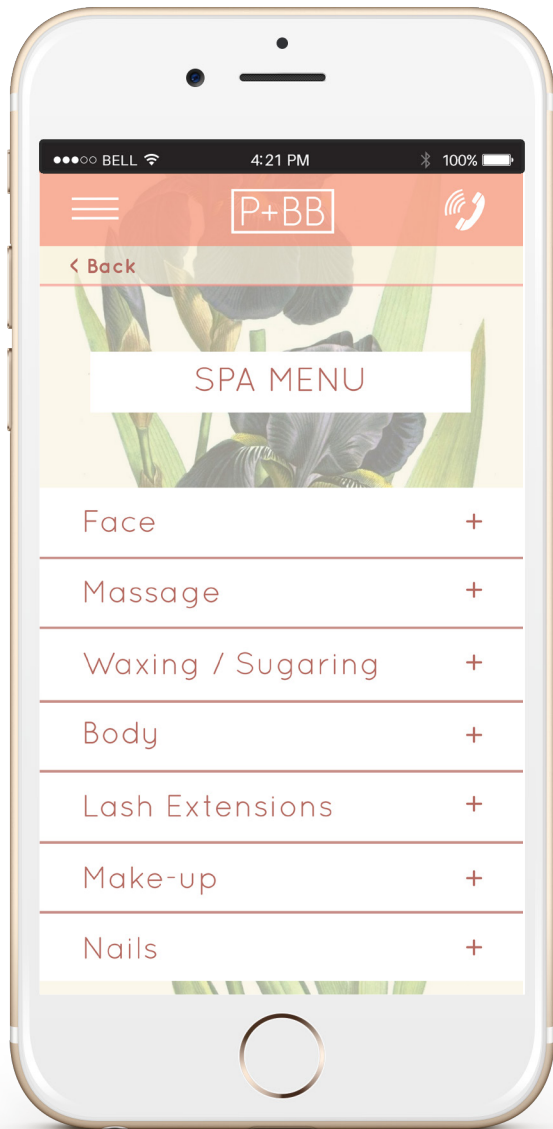 BELL 4:21 PM 100%
P+BB
< Back
SPA MENU
Face +
Massage +
Waxing / Sugaring +
Body +
Lash Extensions +
Make-up +
Nails +